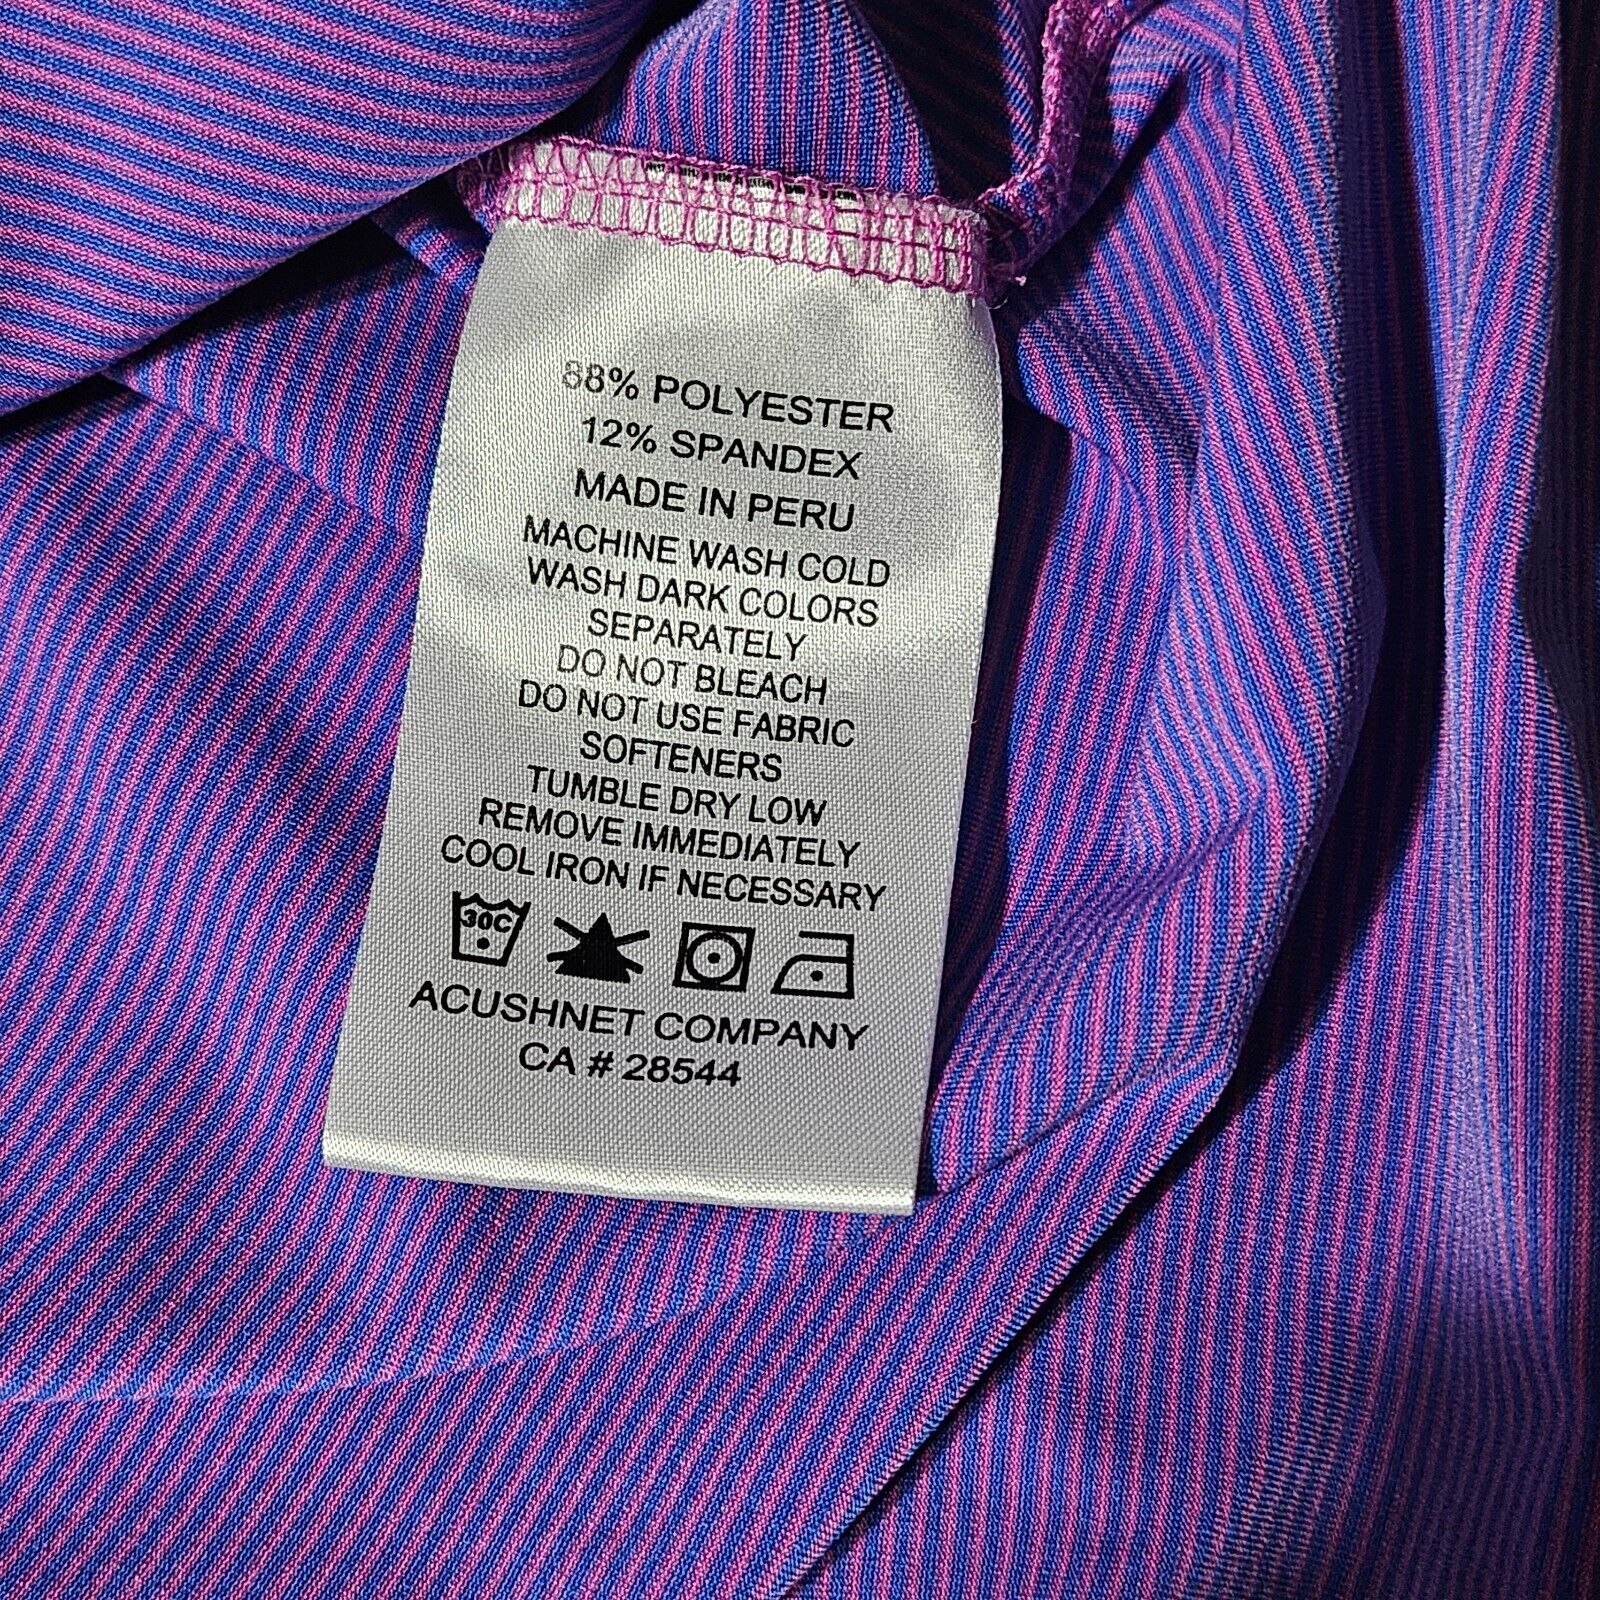 88% POLYESTER
12% SPANDEX
MADE IN PERU
MACHINE WASH COLD
WASH DARK COLORS
SEPARATELY
DO NOT BLEACH
DO NOT USE FABRIC
SOFTENERS
TUMBLE DRY LOW
REMOVE IMMEDIATELY
COOL IRON IF NECESSARY
30C
ACUSHNET COMPANY
CA # 28544